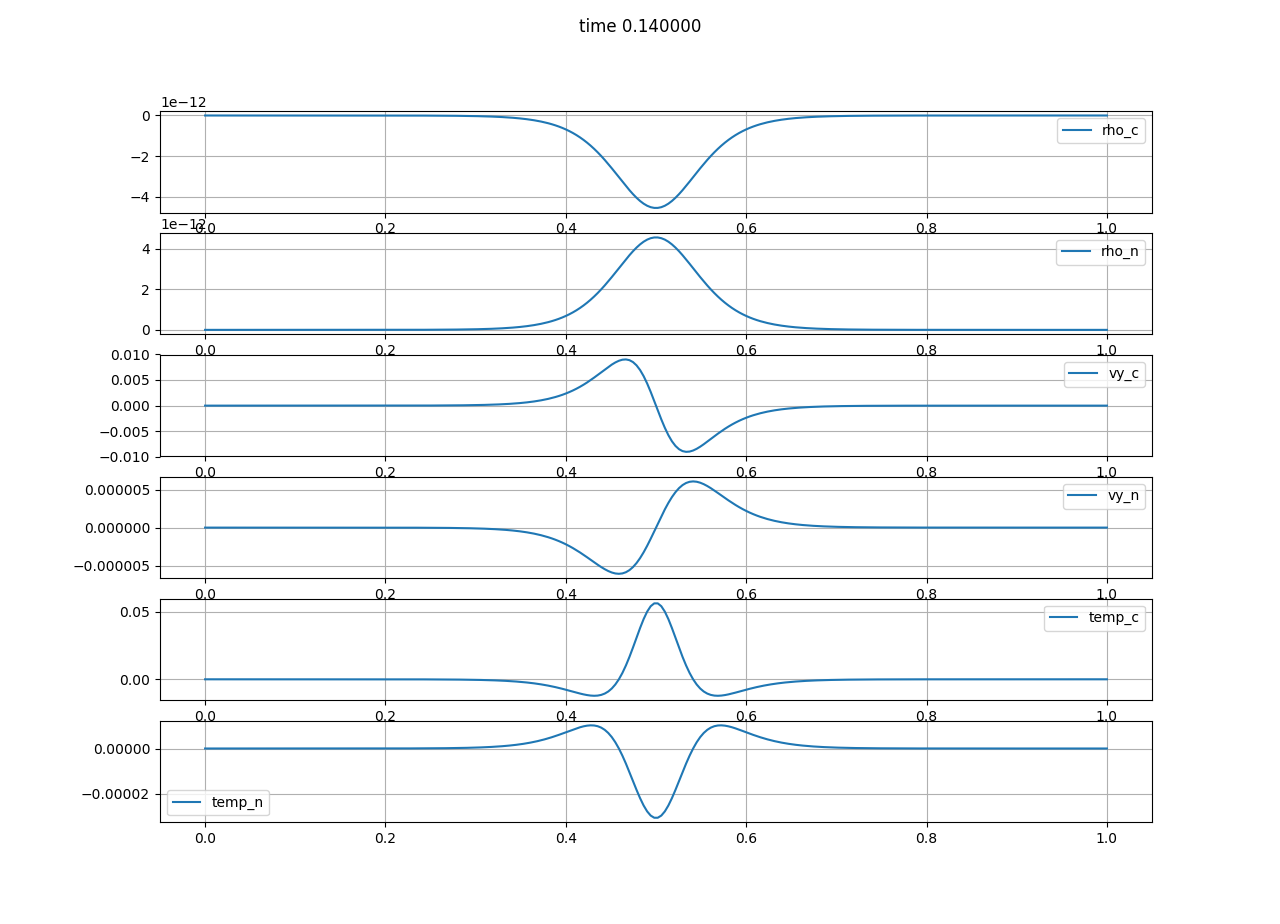 time 0.140000
1e−12
0
−2
−4
rho_c
0.0 0.2 0.4 0.6 0.8 1.0
1e−12
4
2
0
rho_n
0.0 0.2 0.4 0.6 0.8 1.0
0.010
0.005
0.000
−0.005
−0.010
vy_c
0.0 0.2 0.4 0.6 0.8 1.0
0.000005
0.000000
−0.000005
vy_n
0.0 0.2 0.4 0.6 0.8 1.0
0.05
0.00
temp_c
0.0 0.2 0.4 0.6 0.8 1.0
0.00000
−0.00002
temp_n
0.0 0.2 0.4 0.6 0.8 1.0